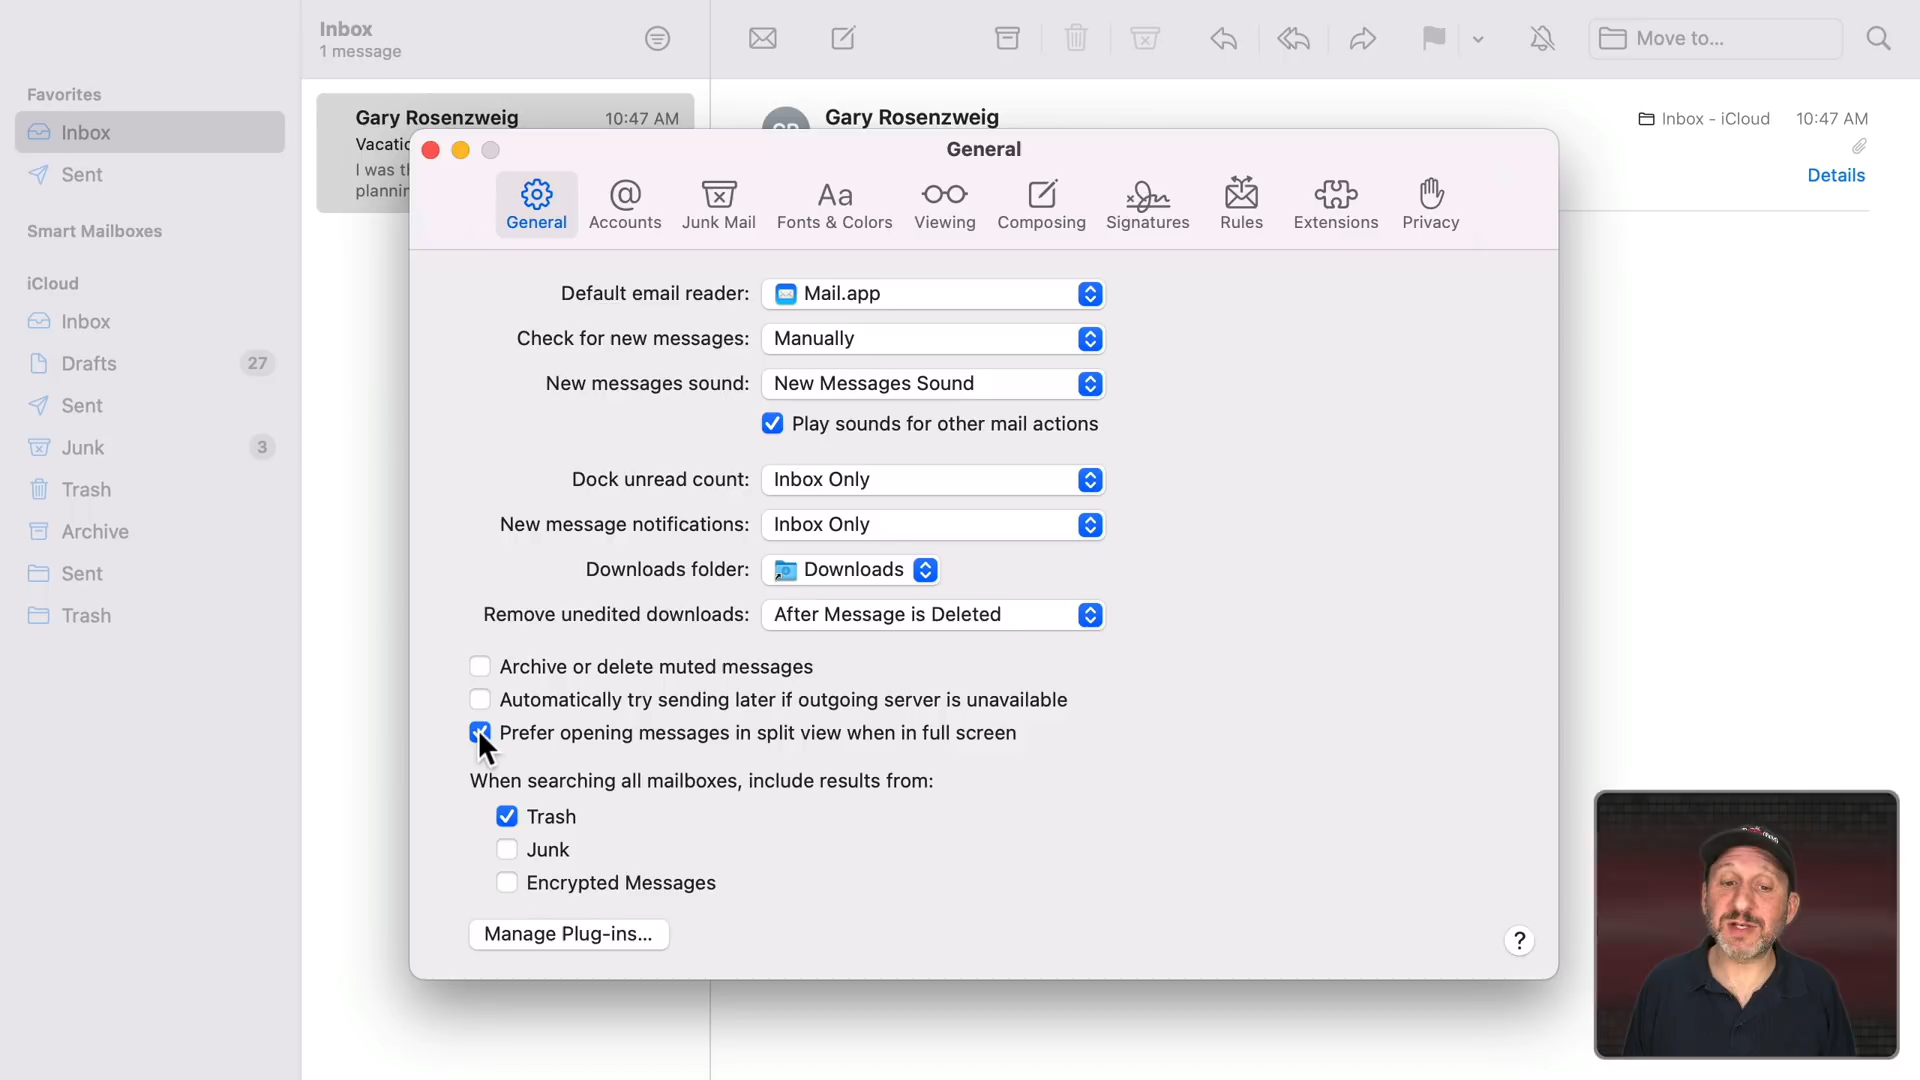 Inbox
1 message
Move to...
Favorites
Inbox
Sent
Smart Mailboxes
iCloud
Inbox
Drafts 27
Sent
Junk 3
Trash
Archive
Sent
Trash
Gary Rosenzweig 10:47 AM
Gary Rosenzweig
Inbox - iCloud 10:47 AM
Details
General
General Accounts Junk Mail Fonts & Colors Viewing Composing Signatures Rules Extensions Privacy
Default email reader: Mail.app
Check for new messages: Manually
New messages sound: New Messages Sound
Play sounds for other mail actions
Dock unread count: Inbox Only
New message notifications: Inbox Only
Downloads folder: Downloads
Remove unedited downloads: After Message is Deleted
Archive or delete muted messages
Automatically try sending later if outgoing server is unavailable
Prefer opening messages in split view when in full screen
When searching all mailboxes, include results from:
Trash
Junk
Encrypted Messages
Manage Plug-ins...
?